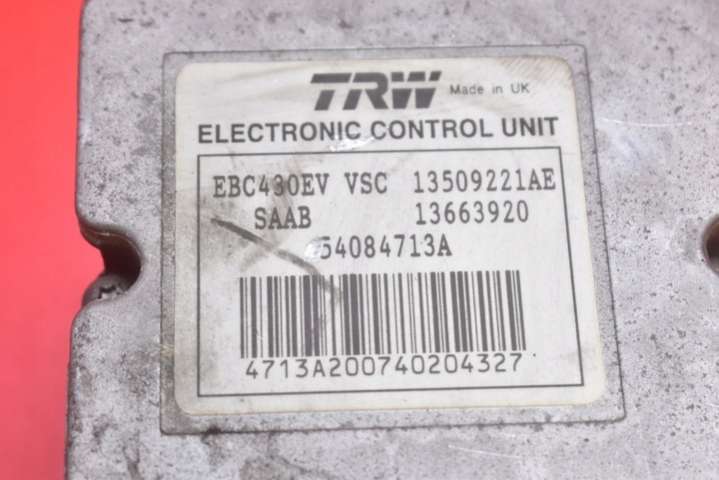 TRW Made in UK
ELECTRONIC CONTROL UNIT
EBC430EV VSC 13509221AE
SAAB 13663920
54084713A
4713A200740204327